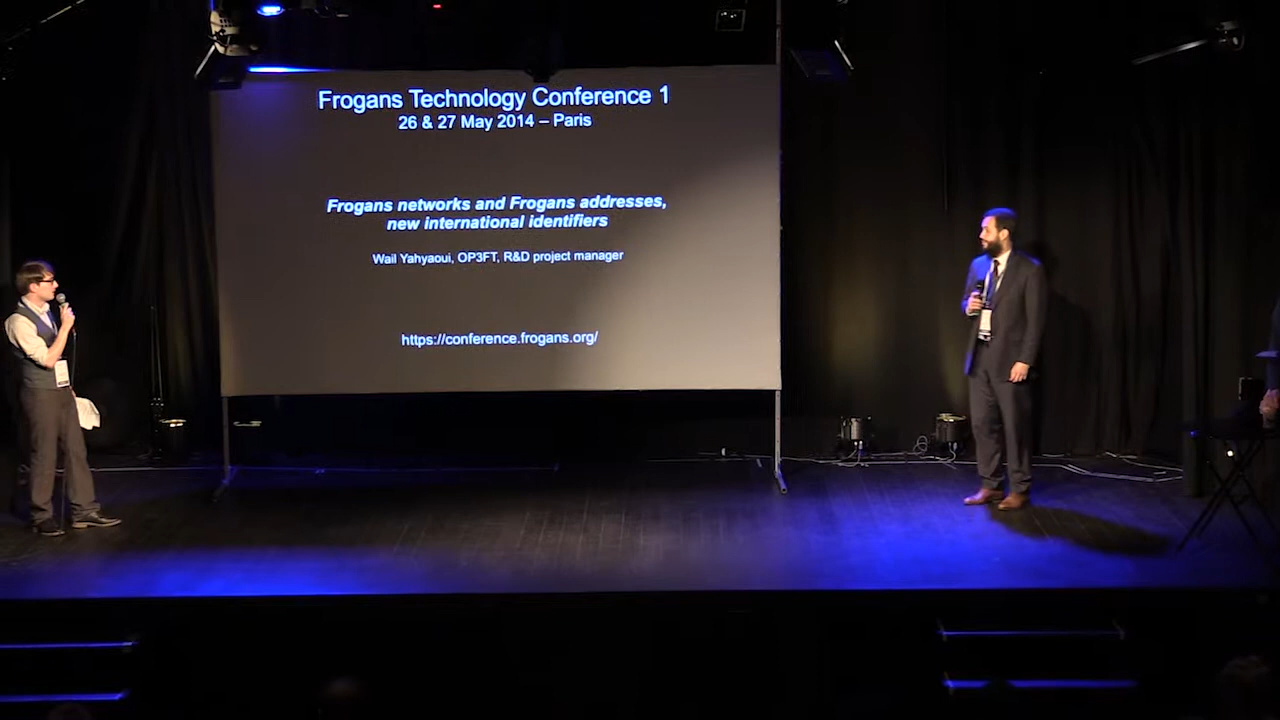 Frogans Technology Conference 1
26 & 27 May 2014 – Paris
Frogans networks and Frogans addresses,
new international identifiers
Wail Yahyaoui, OP3FT, R&D project manager
https://conference.frogans.org/